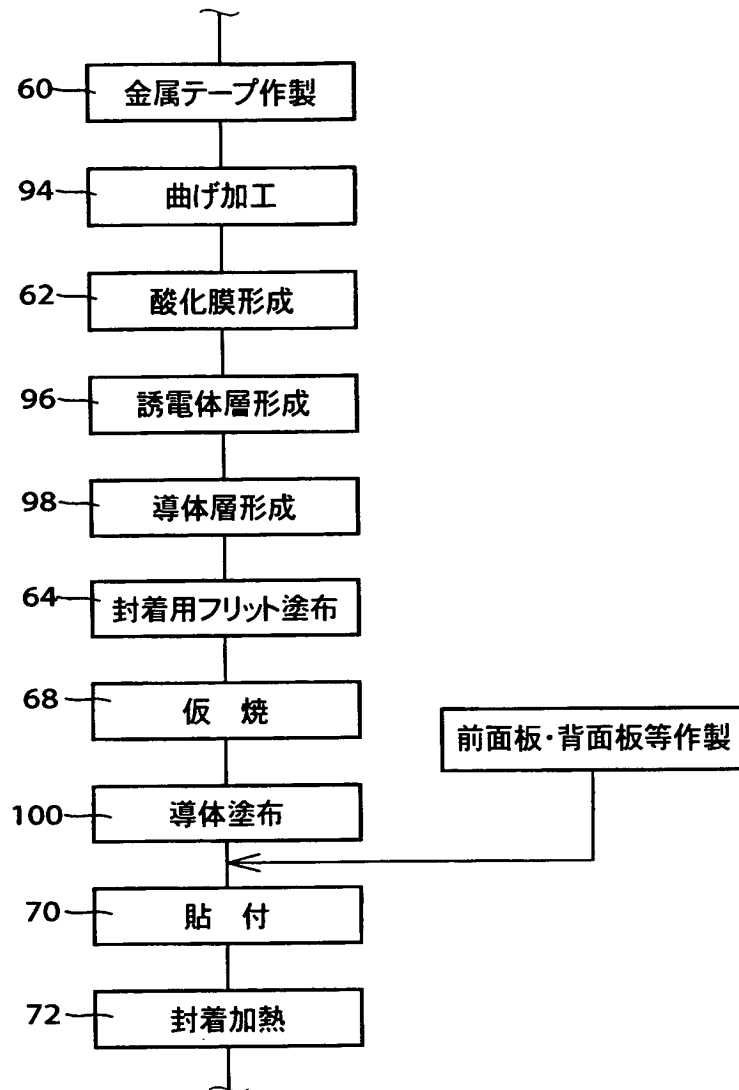 60 金属テープ作製
94 曲げ加工
62 酸化膜形成
96 誘電体層形成
98 導体層形成
64 封着用フリット塗布
68 仮 焼
前面板・背面板等作製
100 導体塗布
70 貼 付
72 封着加熱